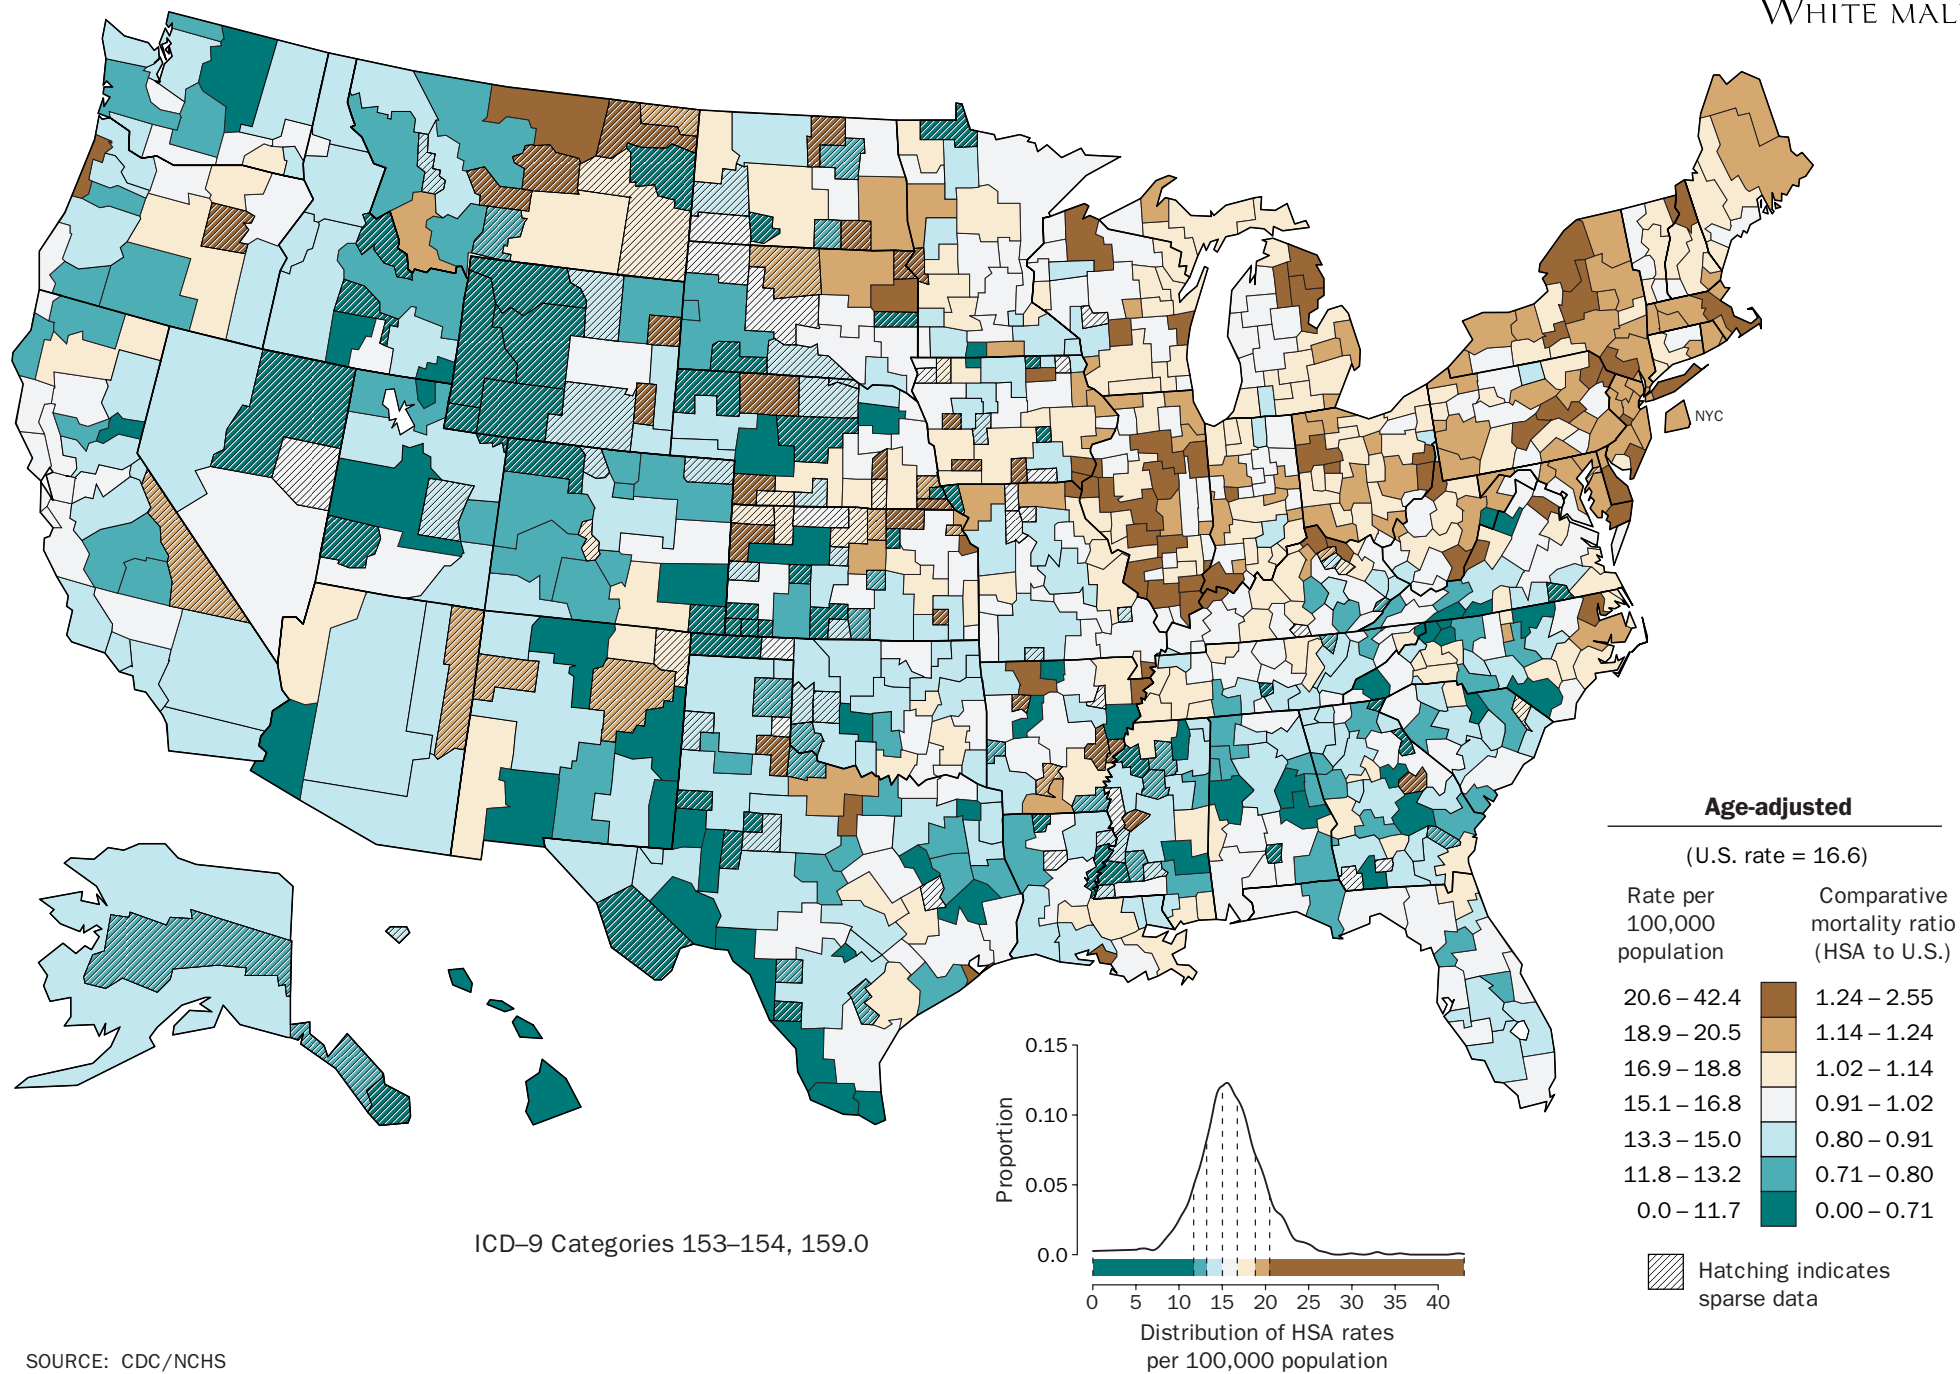 WHITE MAL
NYC
Age-adjusted
(U.S. rate = 16.6)
Rate per
100,000
population
Comparative
mortality ratio
(HSA to U.S.)
20.6 – 42.4 1.24 – 2.55
18.9 – 20.5 1.14 – 1.24
16.9 – 18.8 1.02 – 1.14
15.1 – 16.8 0.91 – 1.02
13.3 – 15.0 0.80 – 0.91
11.8 – 13.2 0.71 – 0.80
0.0 – 11.7 0.00 – 0.71
Hatching indicates
sparse data
0.15
0.10
0.05
0.0
Proportion
0 5 10 15 20 25 30 35 40
Distribution of HSA rates
per 100,000 population
ICD–9 Categories 153–154, 159.0
SOURCE: CDC/NCHS